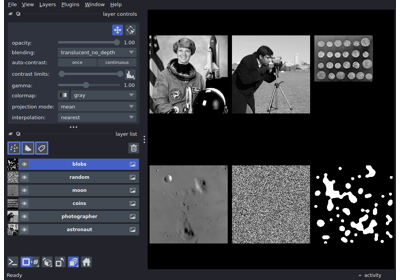 File View Layers Plugins Window Help
layer controls
opacity: 1.00
blending: translucent_no_depth
auto-contrast: once continuous
contrast limits:
gamma: 1.00
colormap: gray
projection mode: mean
interpolation: nearest
layer list
blobs
random
moon
coins
photographer
astronaut
Ready
activity